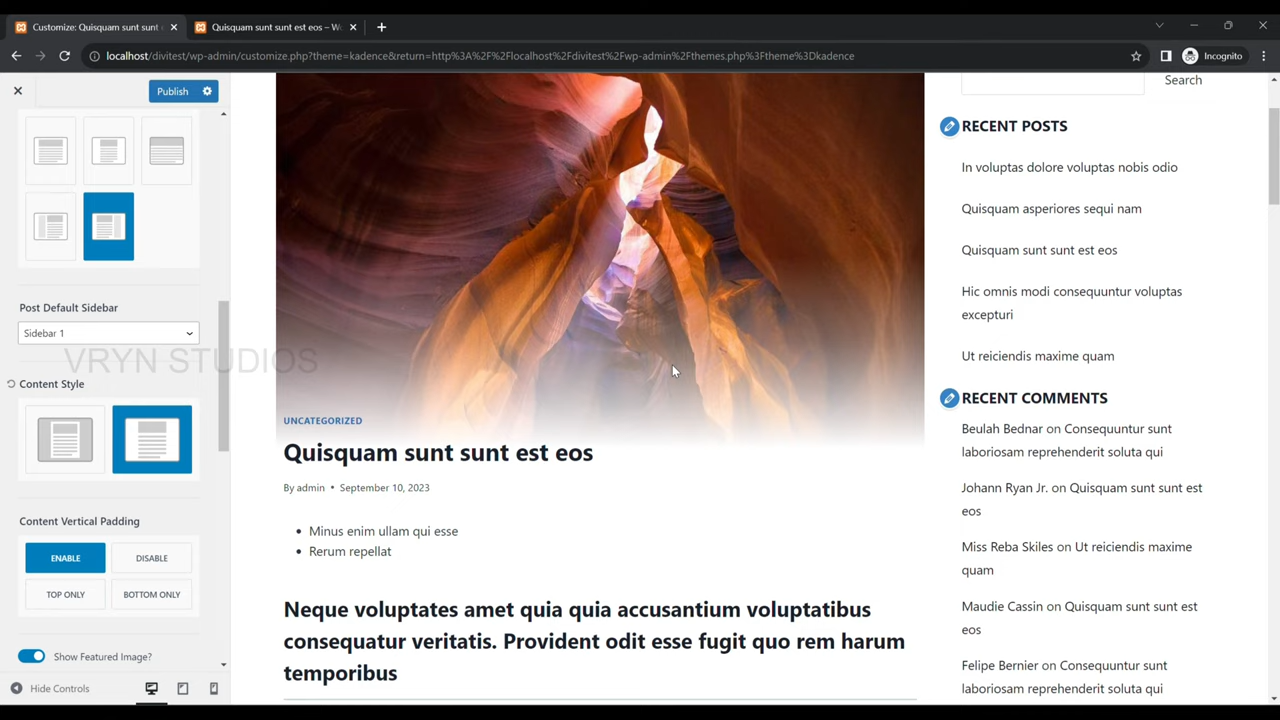 Customize: Quisquam sunt sunt
Quisquam sunt sunt est eos – W
localhost/divitest/wp-admin/customize.php?theme=kadence&return=http%3A%2F%2Flocalhost%2Fdivitest%2Fwp-admin%2Fthemes.php%3Ftheme%3Dkadence
Incognito
Publish
Post Default Sidebar
Sidebar 1
VRYN STUDIOS
Content Style
Content Vertical Padding
ENABLE
DISABLE
TOP ONLY
BOTTOM ONLY
Show Featured Image?
Hide Controls
UNCATEGORIZED
Quisquam sunt sunt est eos
By admin • September 10, 2023
• Minus enim ullam qui esse
• Rerum repellat
Neque voluptates amet quia quia accusantium voluptatibus
consequatur veritatis. Provident odit esse fugit quo rem harum
temporibus
Search
RECENT POSTS
In voluptas dolore voluptas nobis odio
Quisquam asperiores sequi nam
Quisquam sunt sunt est eos
Hic omnis modi consequuntur voluptas
excepturi
Ut reiciendis maxime quam
RECENT COMMENTS
Beulah Bednar on Consequuntur sunt
laboriosam reprehenderit soluta qui
Johann Ryan Jr. on Quisquam sunt sunt est
eos
Miss Reba Skiles on Ut reiciendis maxime
quam
Maudie Cassin on Quisquam sunt sunt est
eos
Felipe Bernier on Consequuntur sunt
laboriosam reprehenderit soluta qui